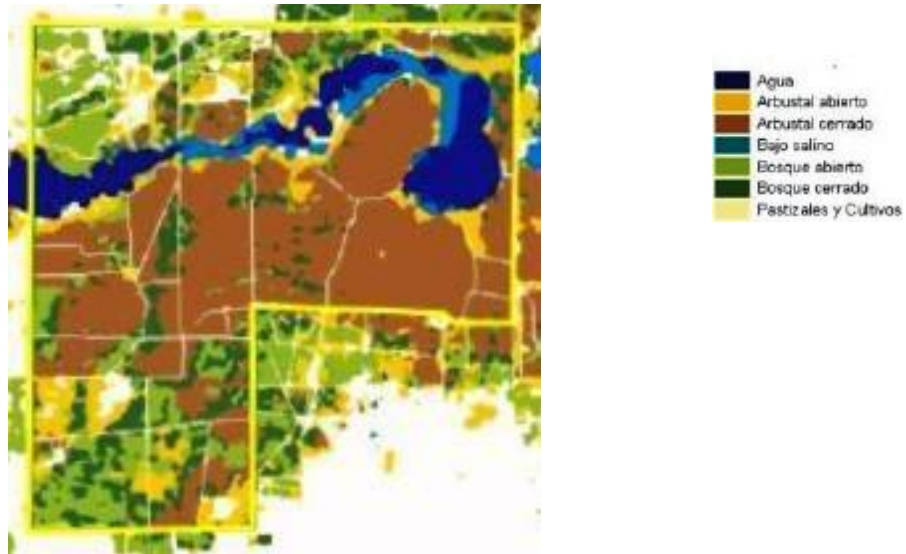 Agua
Arbustal abierto
Arbustal cerrado
Bajo salino
Bosque abierto
Bosque cerrado
Pastizales y Cultivos